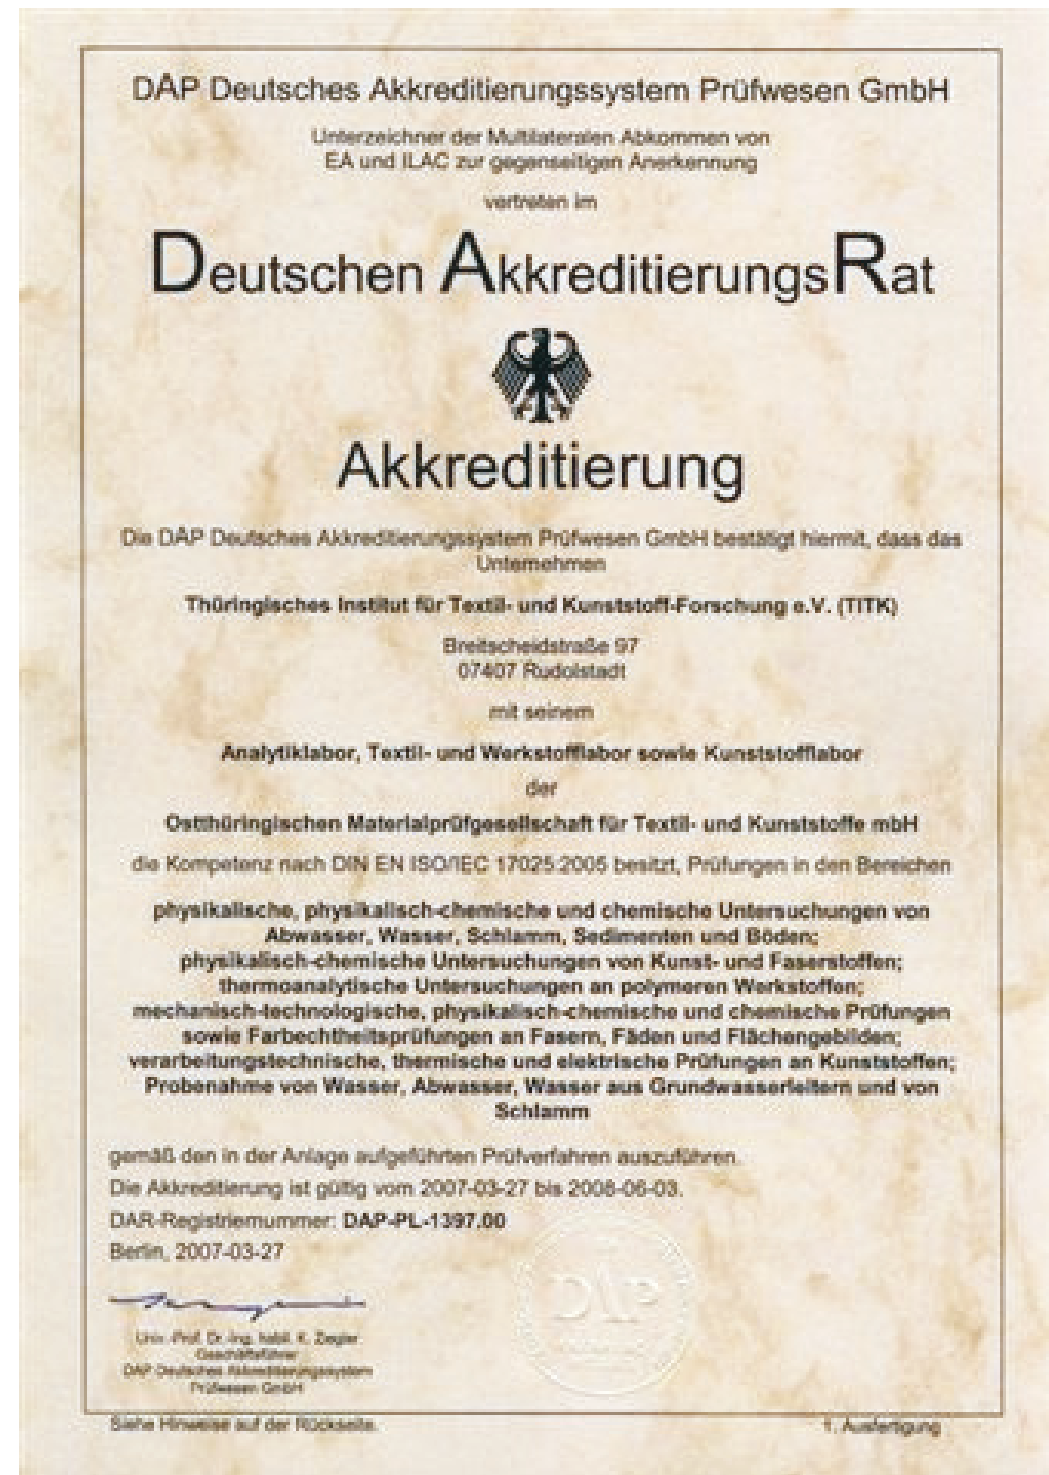 DAP Deutsches Akkreditierungssystem Prüfwesen GmbH
Unterzeichner der Multilateralen Abkommen von
EA und ILAC zur gegenseitigen Anerkennung
vertreten im
Deutschen AkkreditierungsRat
Akkreditierung
Die DAP Deutsches Akkreditierungssystem Prüfwesen GmbH bestätigt hiermit, dass das
Unternehmen
Thüringisches Institut für Textil- und Kunststoff-Forschung e.V. (TITK)
Breitscheidstraße 97
07407 Rudolstadt
mit seinem
Analytiklabor, Textil- und Werkstofflabor sowie Kunststofflabor
der
Ostthüringischen Materialprüfgesellschaft für Textil- und Kunststoffe mbH
die Kompetenz nach DIN EN ISO/IEC 17025:2005 besitzt, Prüfungen in den Bereichen
physikalische, physikalisch-chemische und chemische Untersuchungen von
Abwasser, Wasser, Schlamm, Sedimenten und Böden;
physikalisch-chemische Untersuchungen von Kunst- und Faserstoffen;
thermoanalytische Untersuchungen an polymeren Werkstoffen;
mechanisch-technologische, physikalisch-chemische und chemische Prüfungen
sowie Farbechtheitsprüfungen an Fasern, Fäden und Flächengebilden;
verarbeitungstechnische, thermische und elektrische Prüfungen an Kunststoffen;
Probenahme von Wasser, Abwasser, Wasser aus Grundwasserleitern und von
Schlamm
gemäß den in der Anlage aufgeführten Prüfverfahren auszuführen.
Die Akkreditierung ist gültig vom 2007-03-27 bis 2008-06-03.
DAR-Registriernummer: DAP-PL-1397.00
Berlin, 2007-03-27
DAP
Univ.-Prof. Dr.-Ing. habil. K. Ziegler
Geschäftsführer
DAP Deutsches Akkreditierungssystem
Prüfwesen GmbH
Siehe Hinweise auf der Rückseite.
1. Ausfertigung